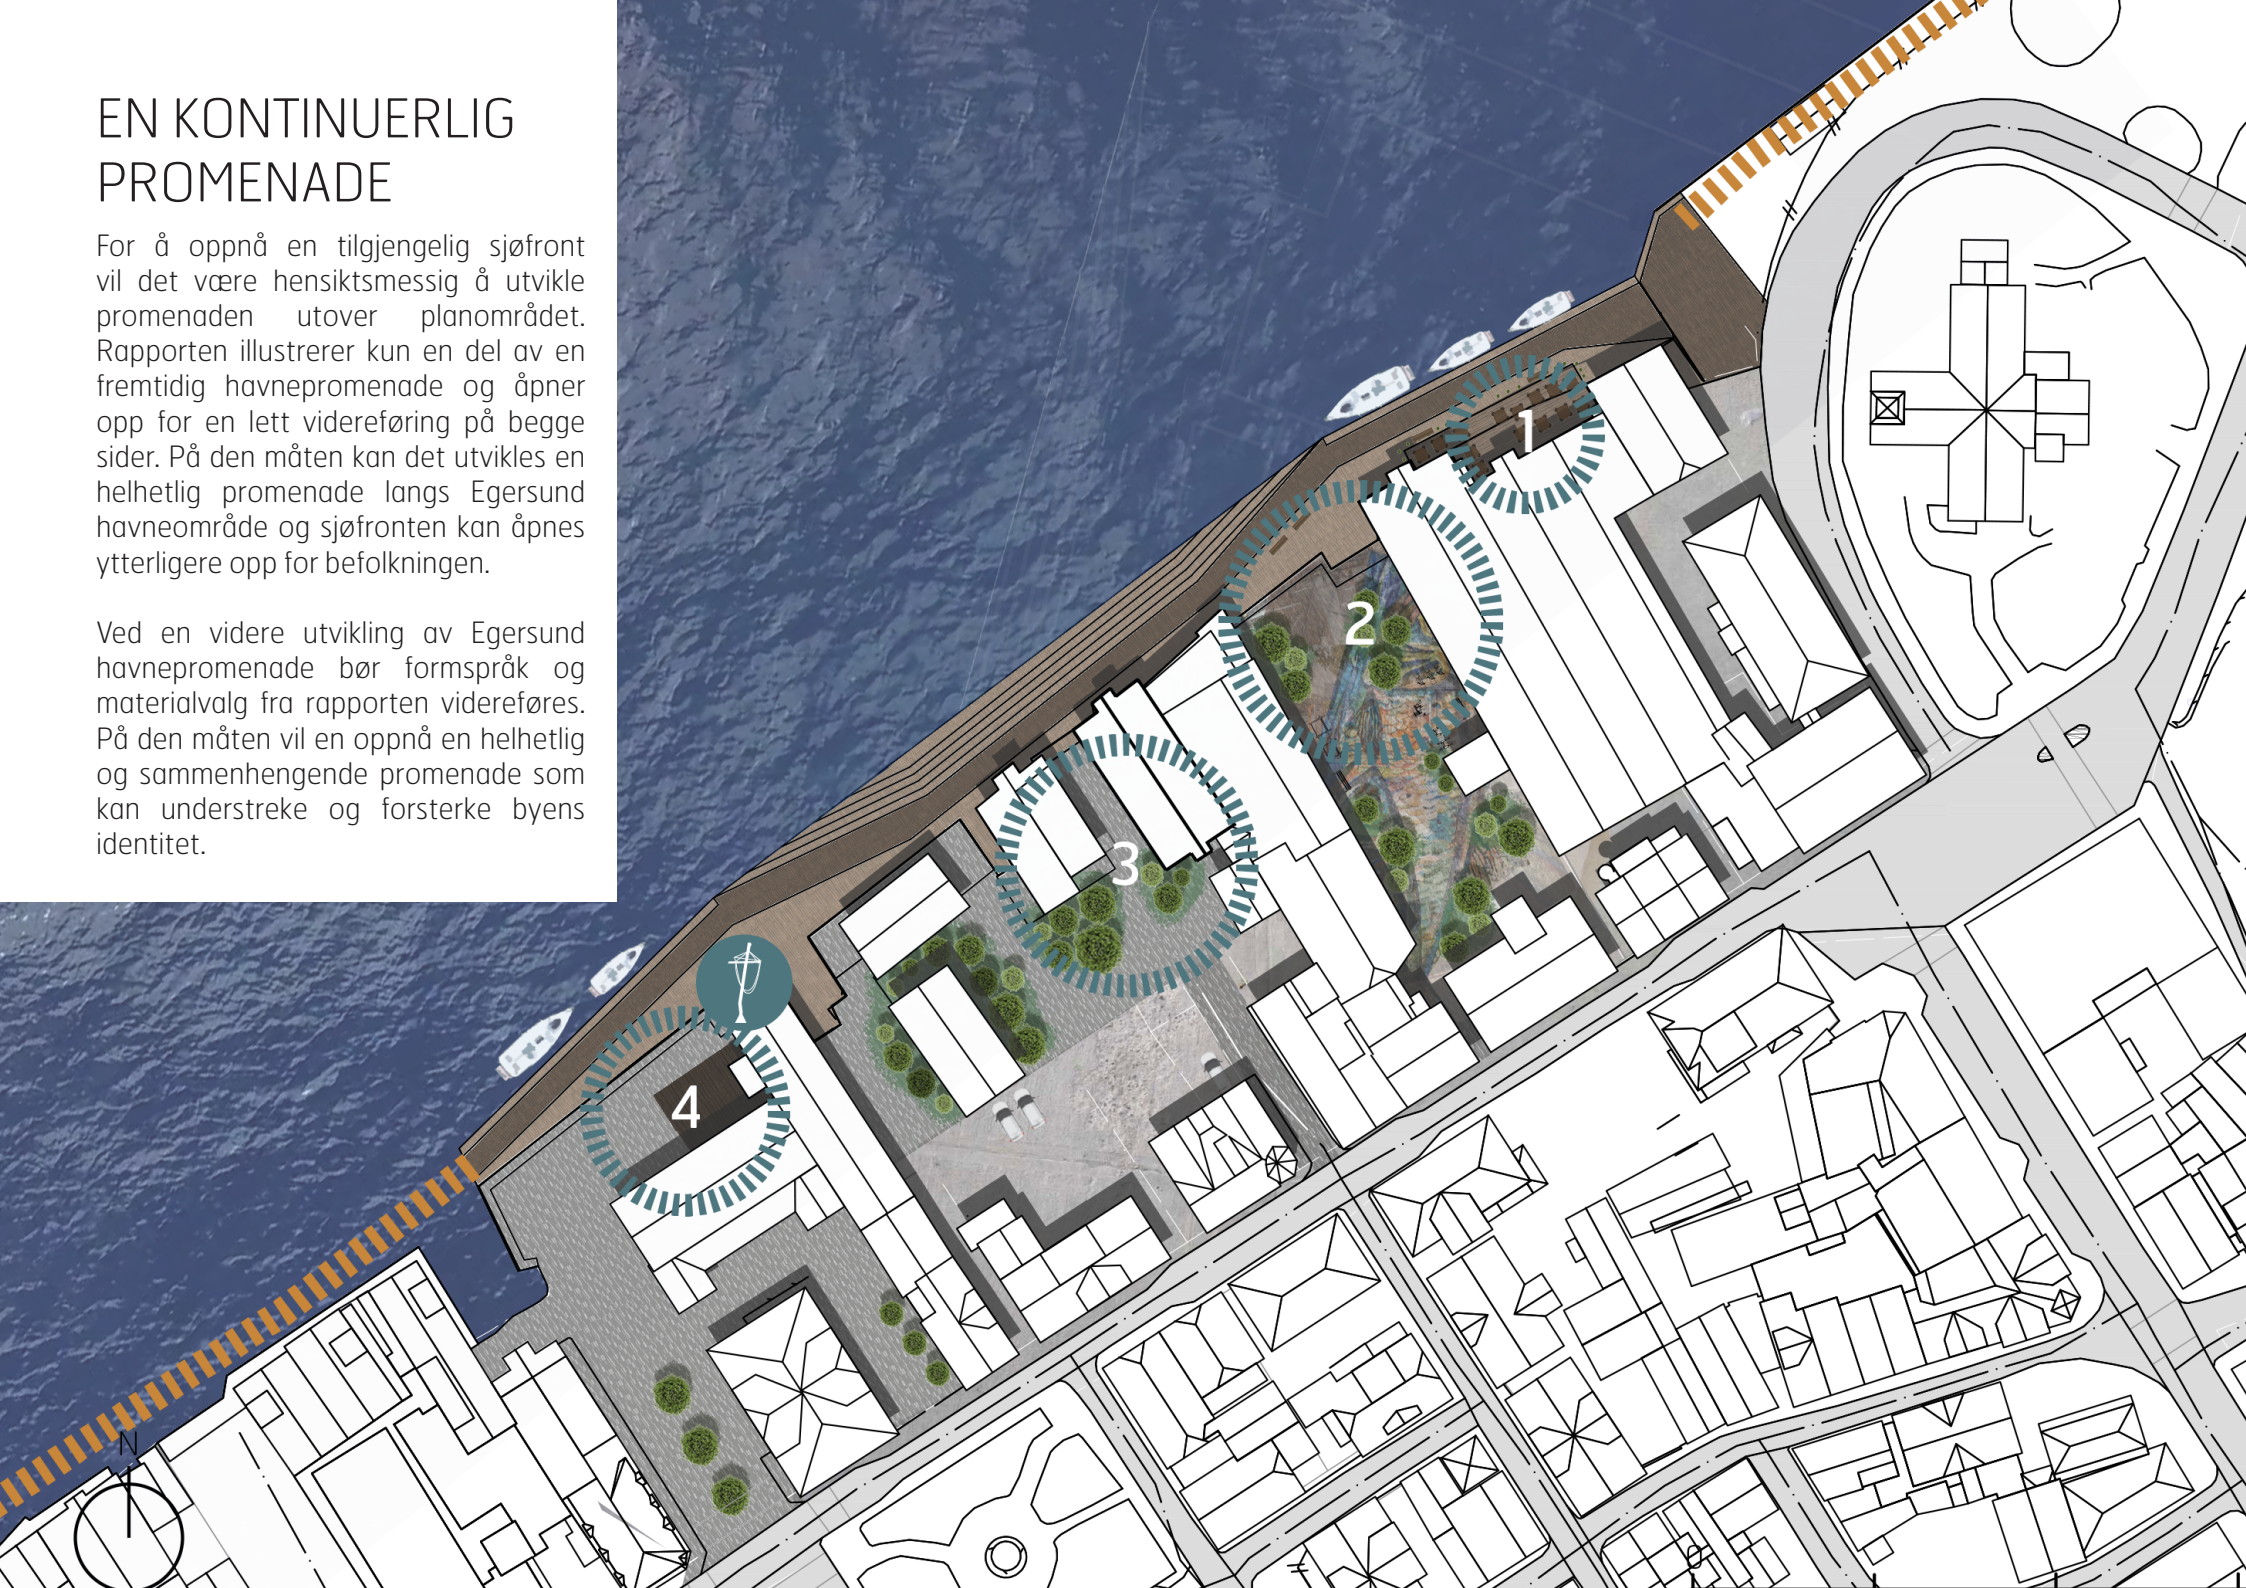 EN KONTINUERLIG
PROMENADE
For å oppnå en tilgjengelig sjøfront
vil det være hensiktsmessig å utvikle
promenaden utover planområdet.
Rapporten illustrerer kun en del av en
fremtidig havnepromenade og åpner
opp for en lett videreføring på begge
sider. På den måten kan det utvikles en
helhetlig promenade langs Egersund
havneområde og sjøfronten kan åpnes
ytterligere opp for befolkningen.
Ved en videre utvikling av Egersund
havnepromenade bør formspråk og
materialvalg fra rapporten videreføres.
På den måten vil en oppnå en helhetlig
og sammenhengende promenade som
kan understreke og forsterke byens
identitet.
1
2
3
4
N
0